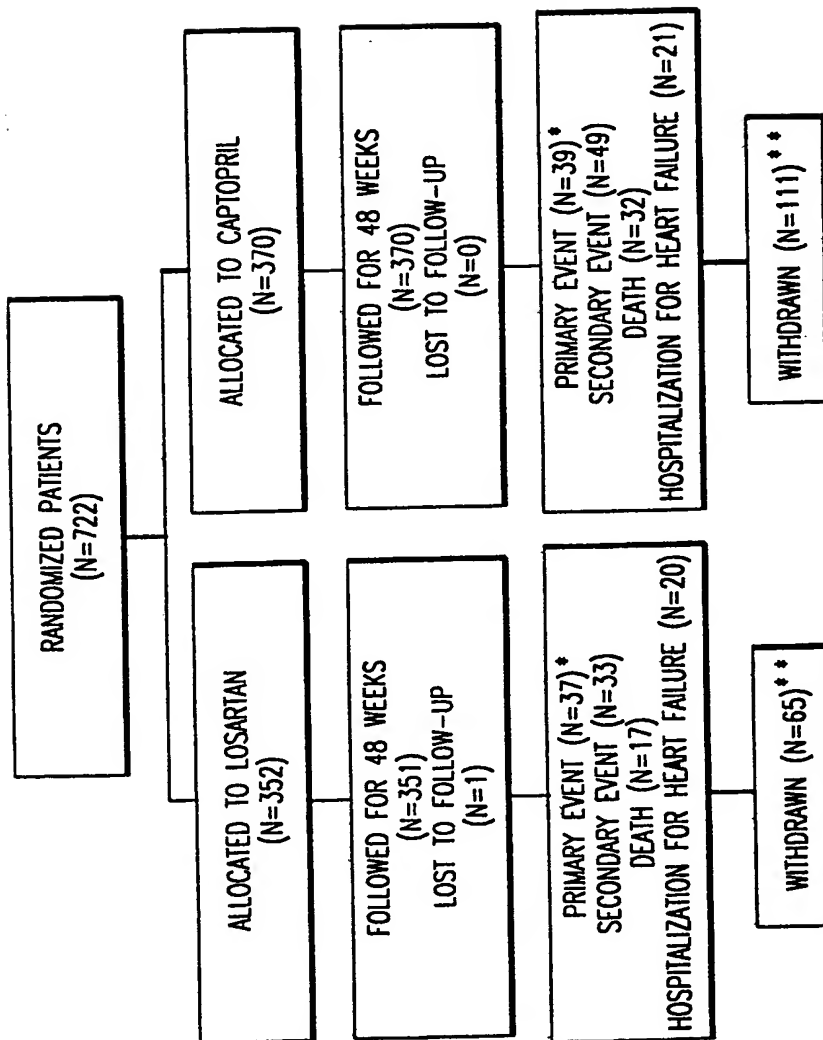 RANDOMIZED PATIENTS
(N=722)
ALLOCATED TO LOSARTAN
(N=352)
FOLLOWED FOR 48 WEEKS
(N=351)
LOST TO FOLLOW-UP
(N=1)
PRIMARY EVENT (N=37)*
SECONDARY EVENT (N=33)
DEATH (N=17)
HOSPITALIZATION FOR HEART FAILURE (N=20)
WITHDRAWN (N=65)**
ALLOCATED TO CAPTOPRIL
(N=370)
FOLLOWED FOR 48 WEEKS
(N=370)
LOST TO FOLLOW-UP
(N=0)
PRIMARY EVENT (N=39)*
SECONDARY EVENT (N=49)
DEATH (N=32)
HOSPITALIZATION FOR HEART FAILURE (N=21)
WITHDRAWN (N=111)**